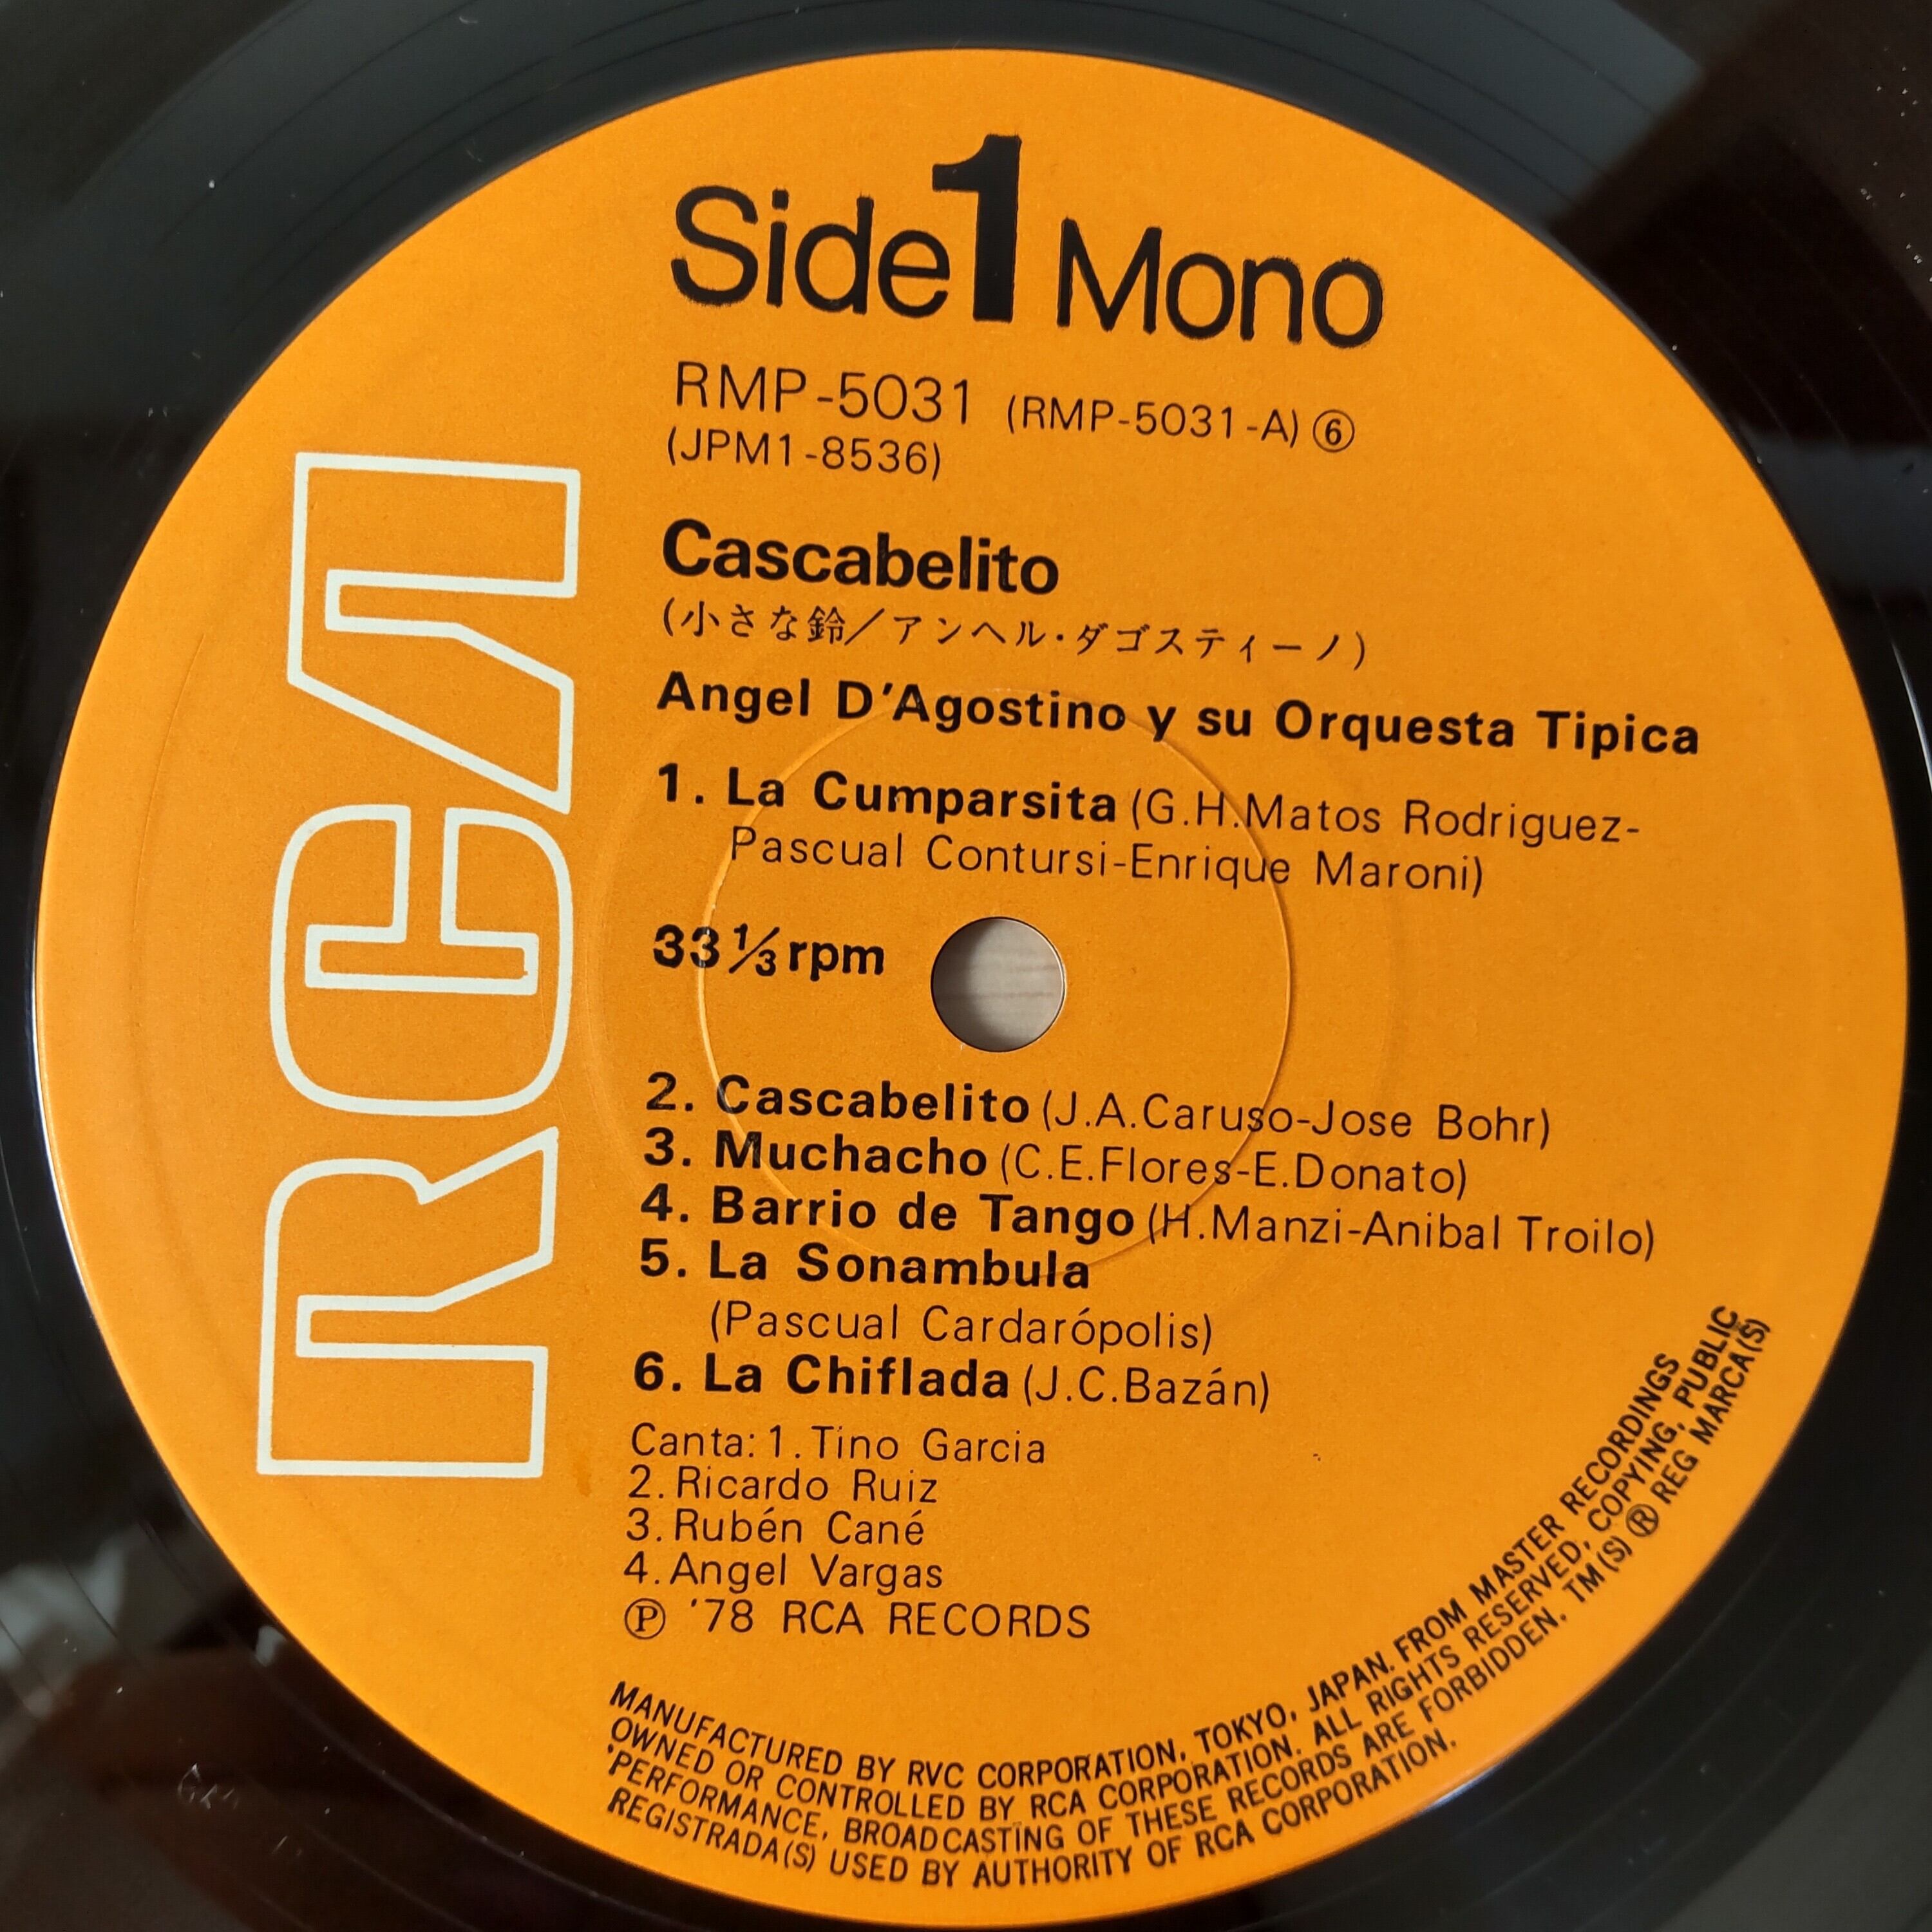 Side 1 Mono
RMP-5031 (RMP-5031-A) ⑥
(JPM1-8536)
Cascabelito
(小さな鈴／アンヘル・ダゴスティーノ)
Angel D'Agostino y su Orquesta Tipica
1. La Cumparsita (G.H.Matos Rodriguez-
Pascual Contursi-Enrique Maroni)
33 1/3 rpm
2. Cascabelito (J.A.Caruso-Jose Bohr)
3. Muchacho (C.E.Flores-E.Donato)
4. Barrio de Tango (H.Manzi-Anibal Troilo)
5. La Sonambula
(Pascual Cardarópolis)
6. La Chiflada (J.C.Bazán)
Canta: 1. Tino Garcia
2. Ricardo Ruiz
3. Rubén Cané
4. Angel Vargas
Ⓟ '78 RCA RECORDS
RCA
MANUFACTURED BY RVC CORPORATION, TOKYO, JAPAN. FROM MASTER RECORDINGS
OWNED OR CONTROLLED BY RCA CORPORATION. ALL RIGHTS RESERVED, COPYING, PUBLIC
PERFORMANCE, BROADCASTING OF THESE RECORDS ARE FORBIDDEN. TM(S) ® REG MARCA(S)
REGISTRADA(S) USED BY AUTHORITY OF RCA CORPORATION.